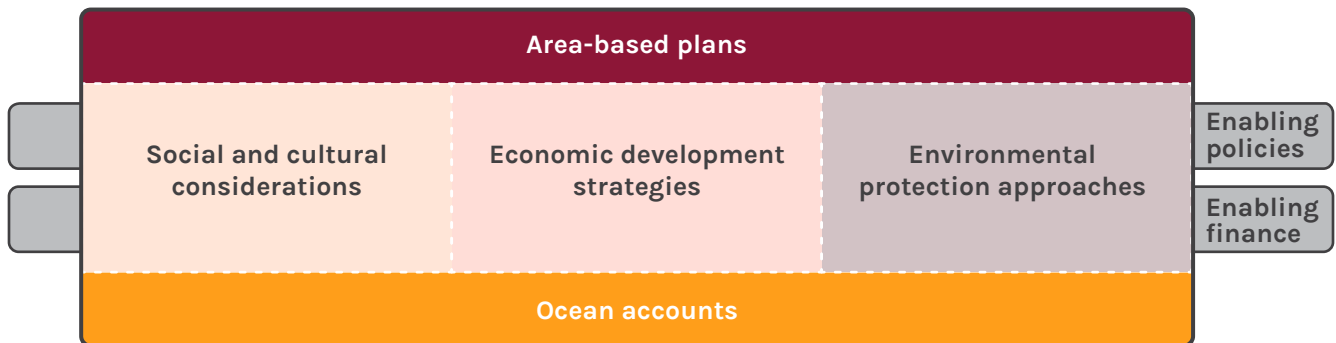 Area-based plans
Social and cultural
considerations
Economic development
strategies
Environmental
protection approaches
Enabling
policies
Enabling
finance
Ocean accounts